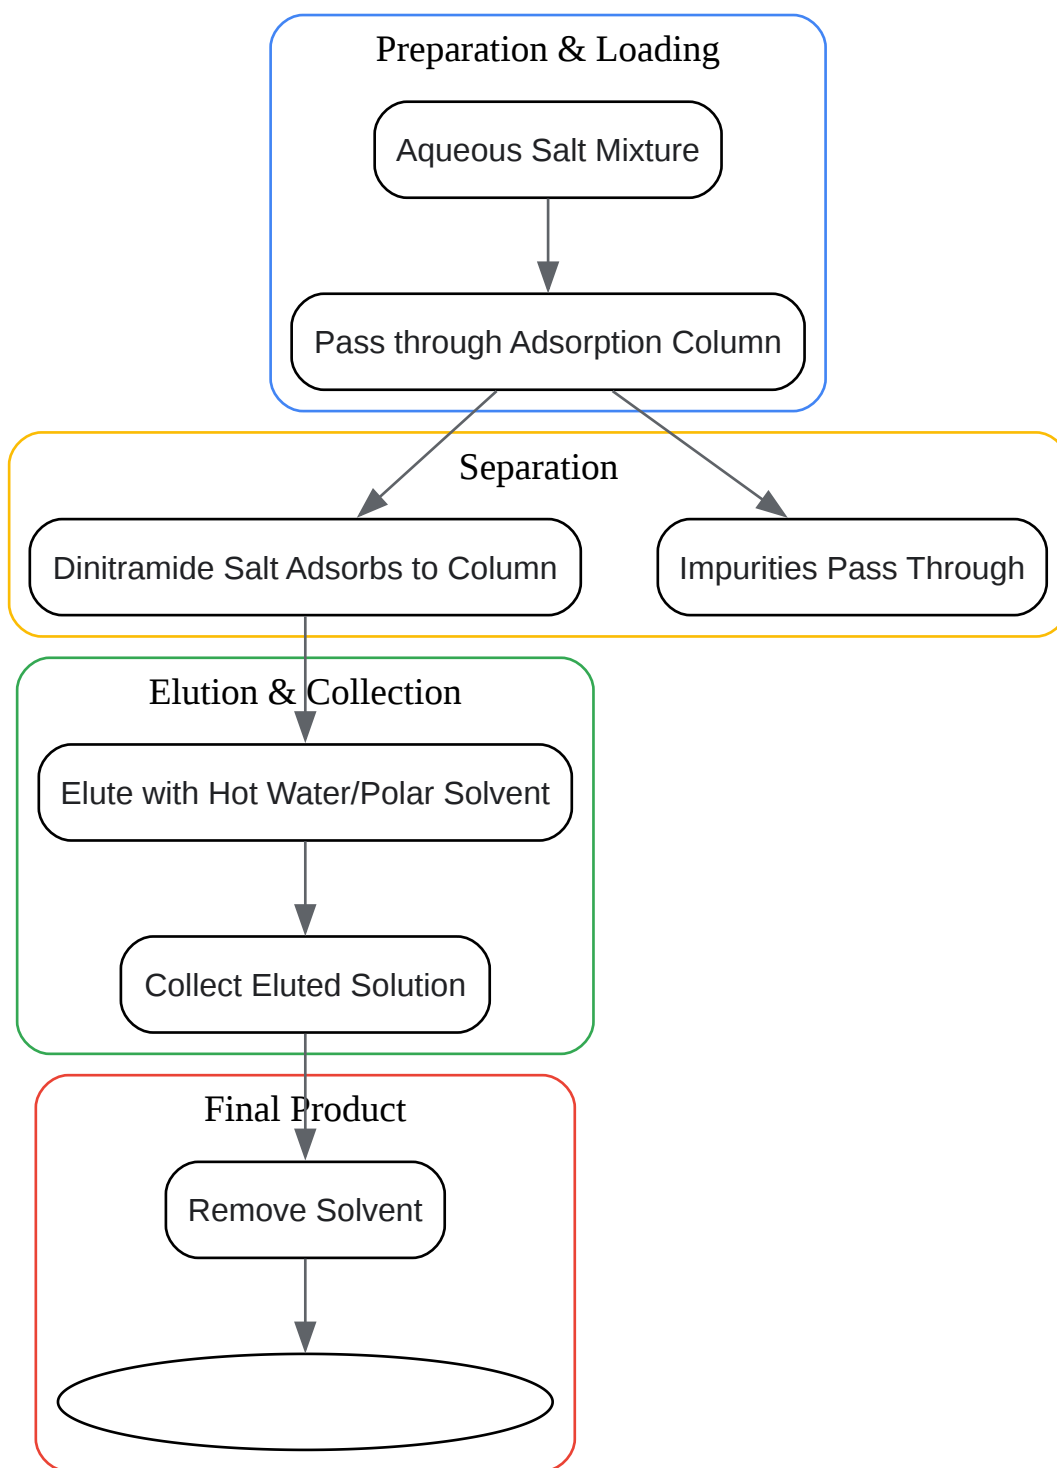 Preparation & Loading
Aqueous Salt Mixture
Pass through Adsorption Column
Separation
Dinitramide Salt Adsorbs to Column
Impurities Pass Through
Elution & Collection
Elute with Hot Water/Polar Solvent
Collect Eluted Solution
Final Product
Remove Solvent